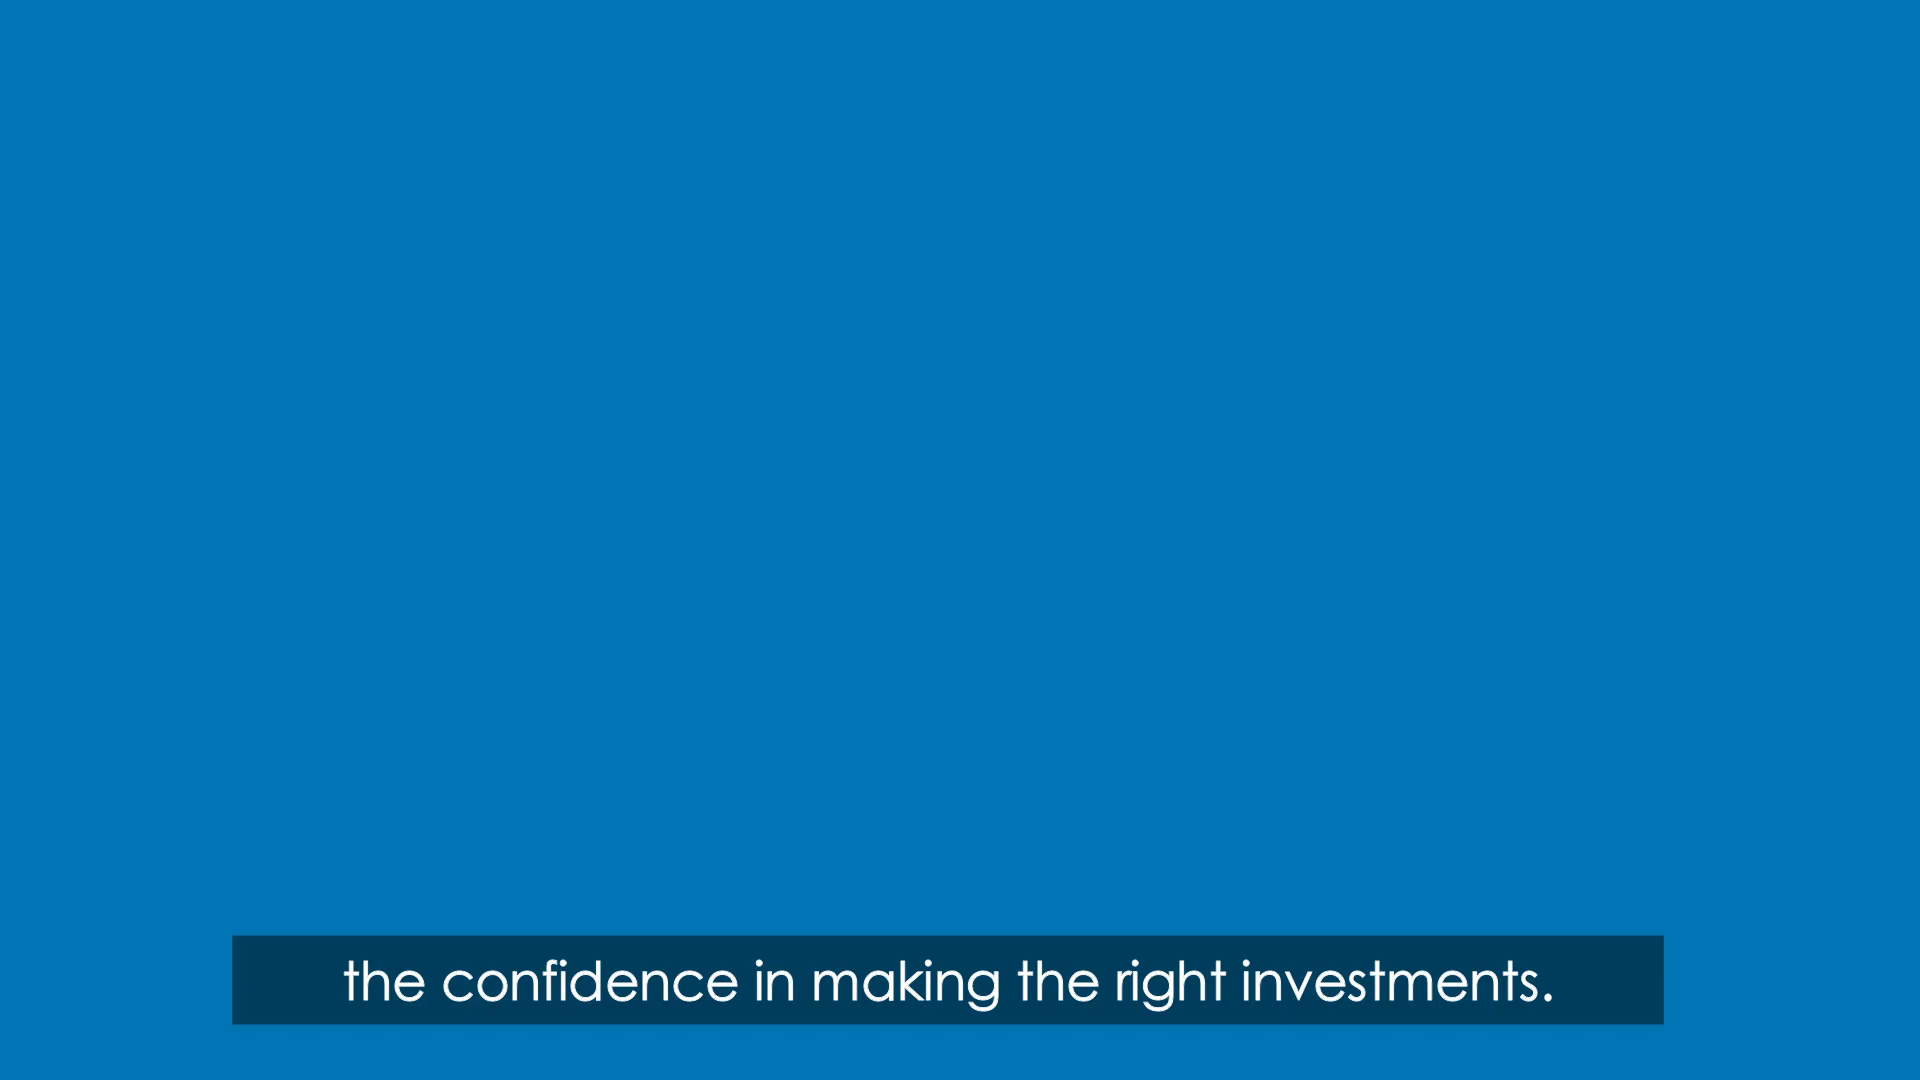 the confidence in making the right investments.